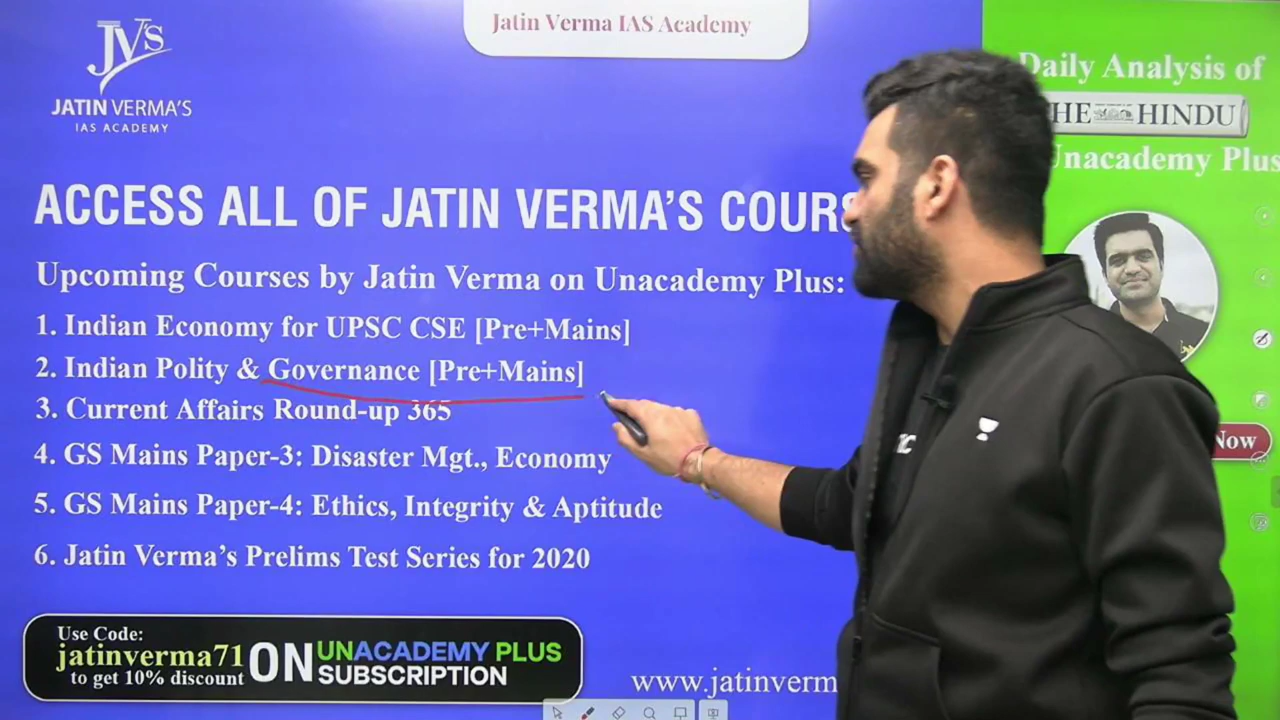 Jatin Verma IAS Academy
JVS
JATIN VERMA'S
IAS ACADEMY
Daily Analysis of
HE HINDU
Unacademy Plus
ACCESS ALL OF JATIN VERMA'S COURS
Upcoming Courses by Jatin Verma on Unacademy Plus:
1. Indian Economy for UPSC CSE [Pre+Mains]
2. Indian Polity & Governance [Pre+Mains]
3. Current Affairs Round-up 365
4. GS Mains Paper-3: Disaster Mgt., Economy
5. GS Mains Paper-4: Ethics, Integrity & Aptitude
6. Jatin Verma's Prelims Test Series for 2020
Now
Use Code:
jatinverma71
to get 10% discount
ON
UNACADEMY PLUS
SUBSCRIPTION
www.jatinverm